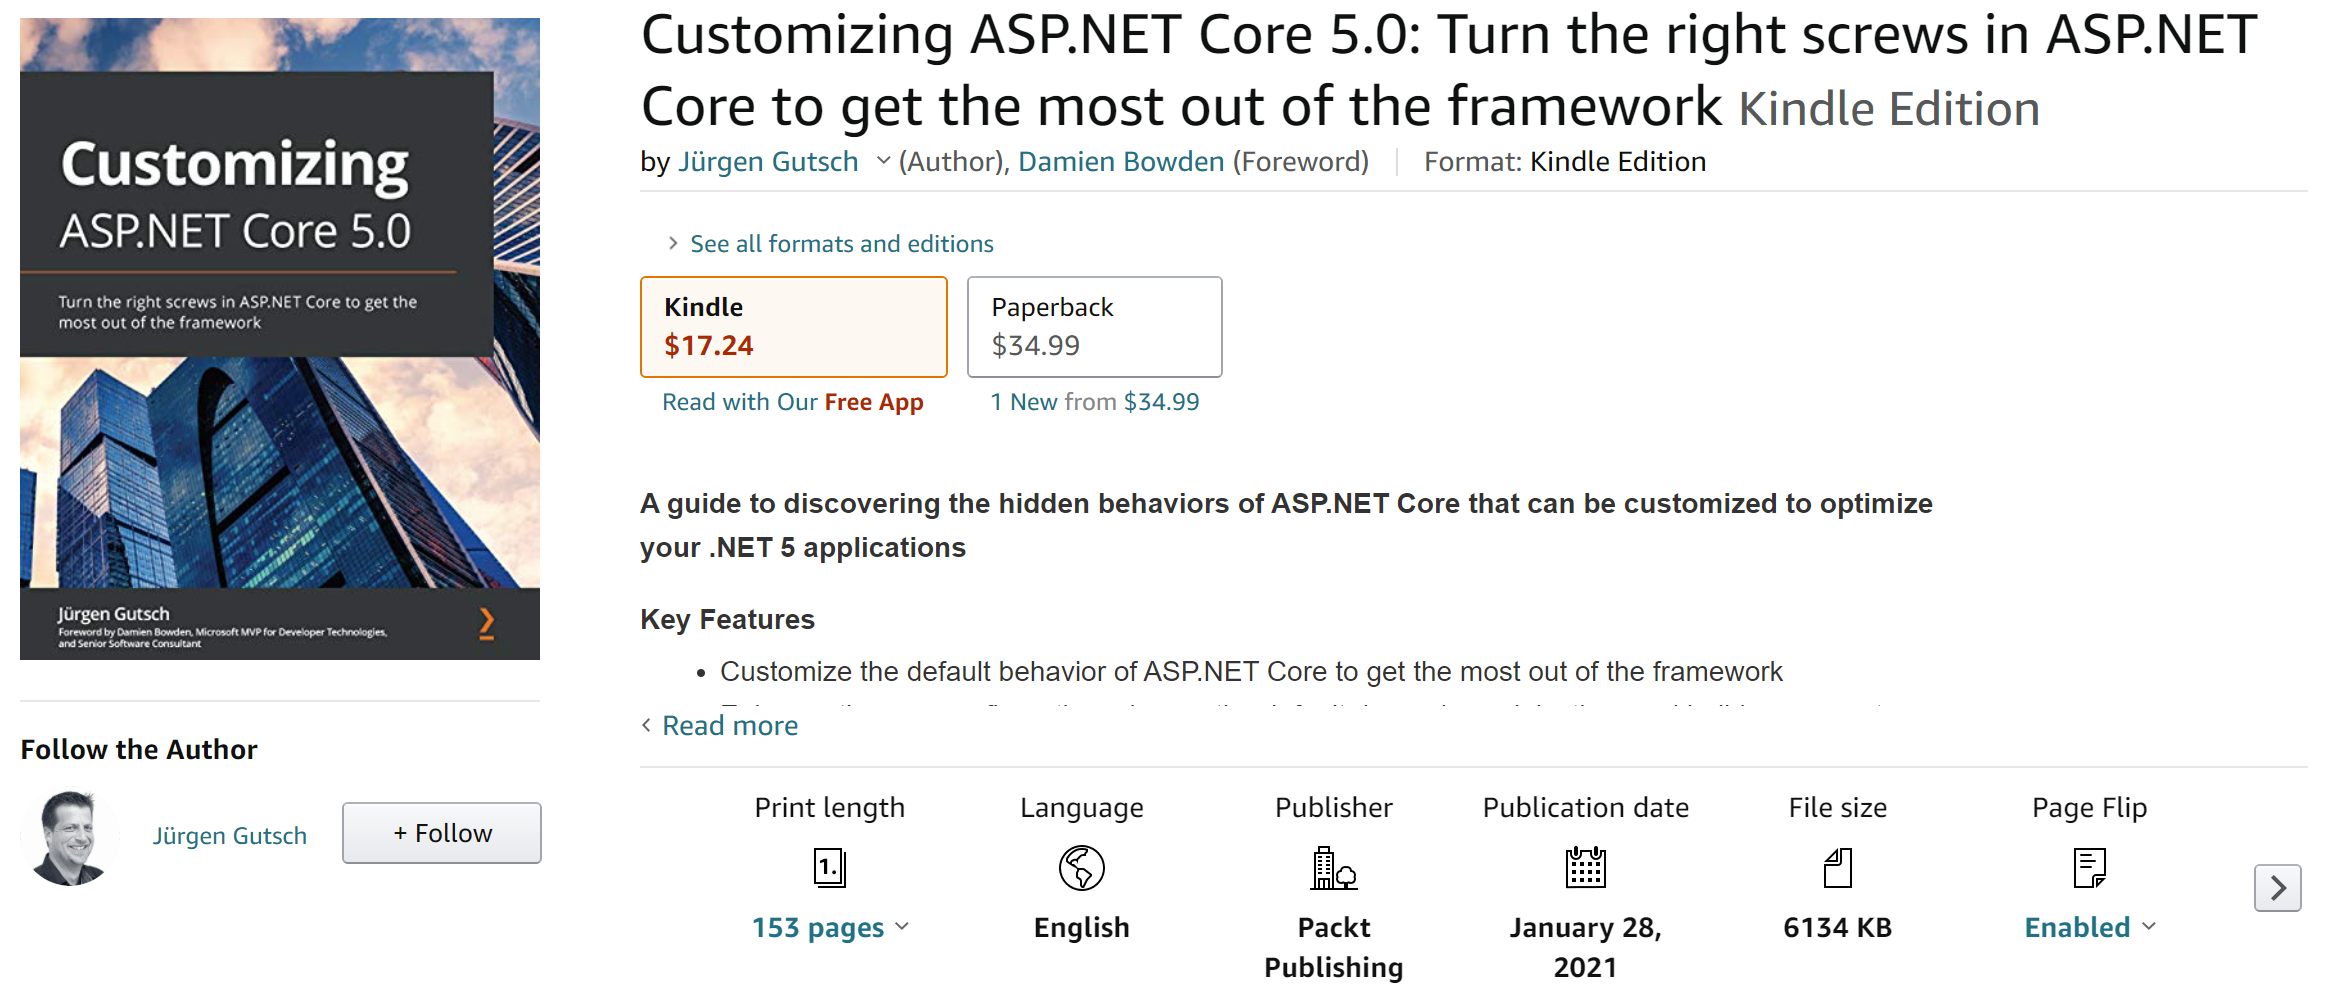 Customizing
ASP.NET Core 5.0
Turn the right screws in ASP.NET Core to get the
most out of the framework
Jürgen Gutsch
Foreword by Damien Bowden, Microsoft MVP for Developer Technologies,
and Senior Software Consultant
Follow the Author
Jürgen Gutsch
+ Follow
Customizing ASP.NET Core 5.0: Turn the right screws in ASP.NET
Core to get the most out of the framework Kindle Edition
by Jürgen Gutsch (Author), Damien Bowden (Foreword) Format: Kindle Edition
See all formats and editions
Kindle
$17.24
Read with Our Free App
Paperback
$34.99
1 New from $34.99
A guide to discovering the hidden behaviors of ASP.NET Core that can be customized to optimize
your .NET 5 applications
Key Features
• Customize the default behavior of ASP.NET Core to get the most out of the framework
Read more
Print length
1.
153 pages
Language
English
Publisher
Packt
Publishing
Publication date
January 28,
2021
File size
6134 KB
Page Flip
Enabled